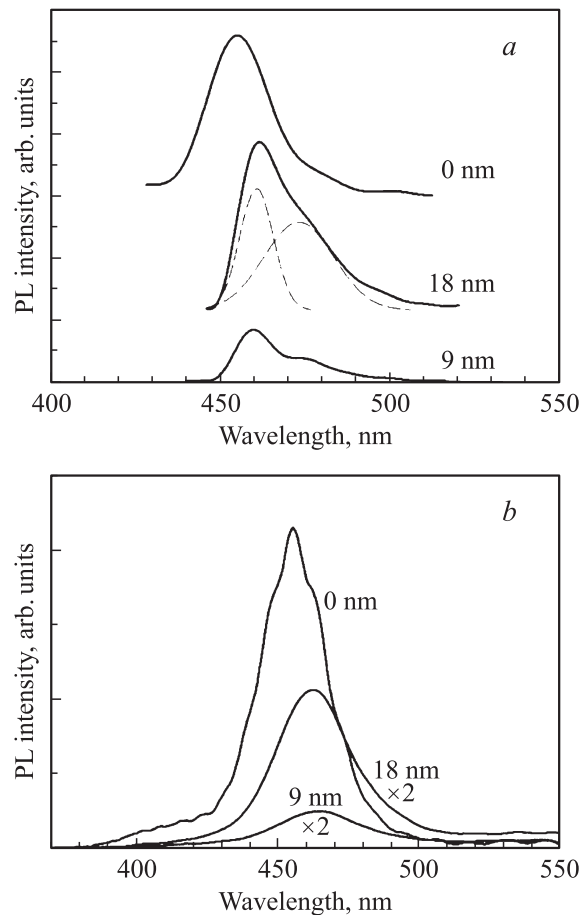 a
PL intensity, arb. units
0 nm
18 nm
9 nm
400 450 500 550
Wavelength, nm
b
PL intensity, arb. units
0 nm
18 nm
×2
9 nm
×2
400 450 500 550
Wavelength, nm